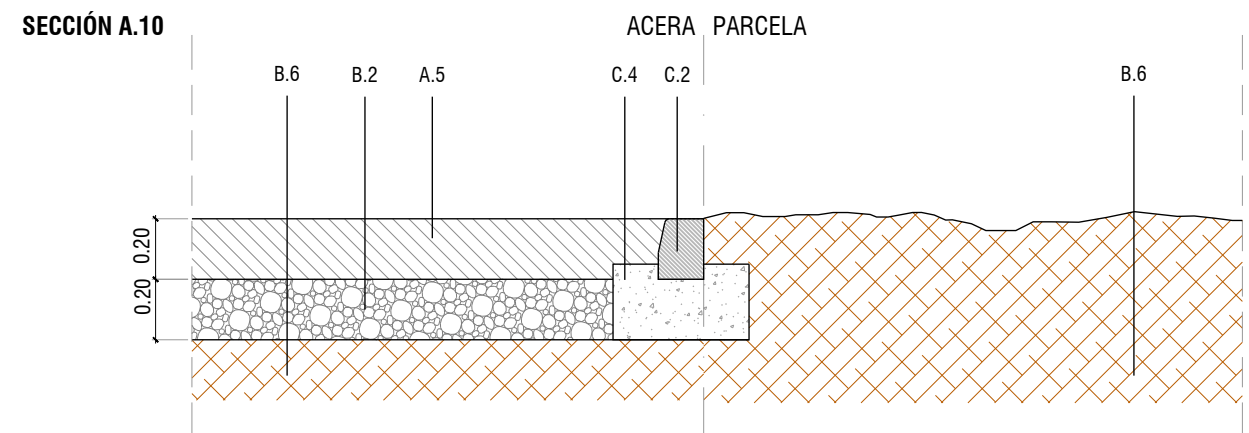 SECCIÓN A.10
ACERA PARCELA
B.6 B.2 A.5 C.4 C.2 B.6
0.20
0.20